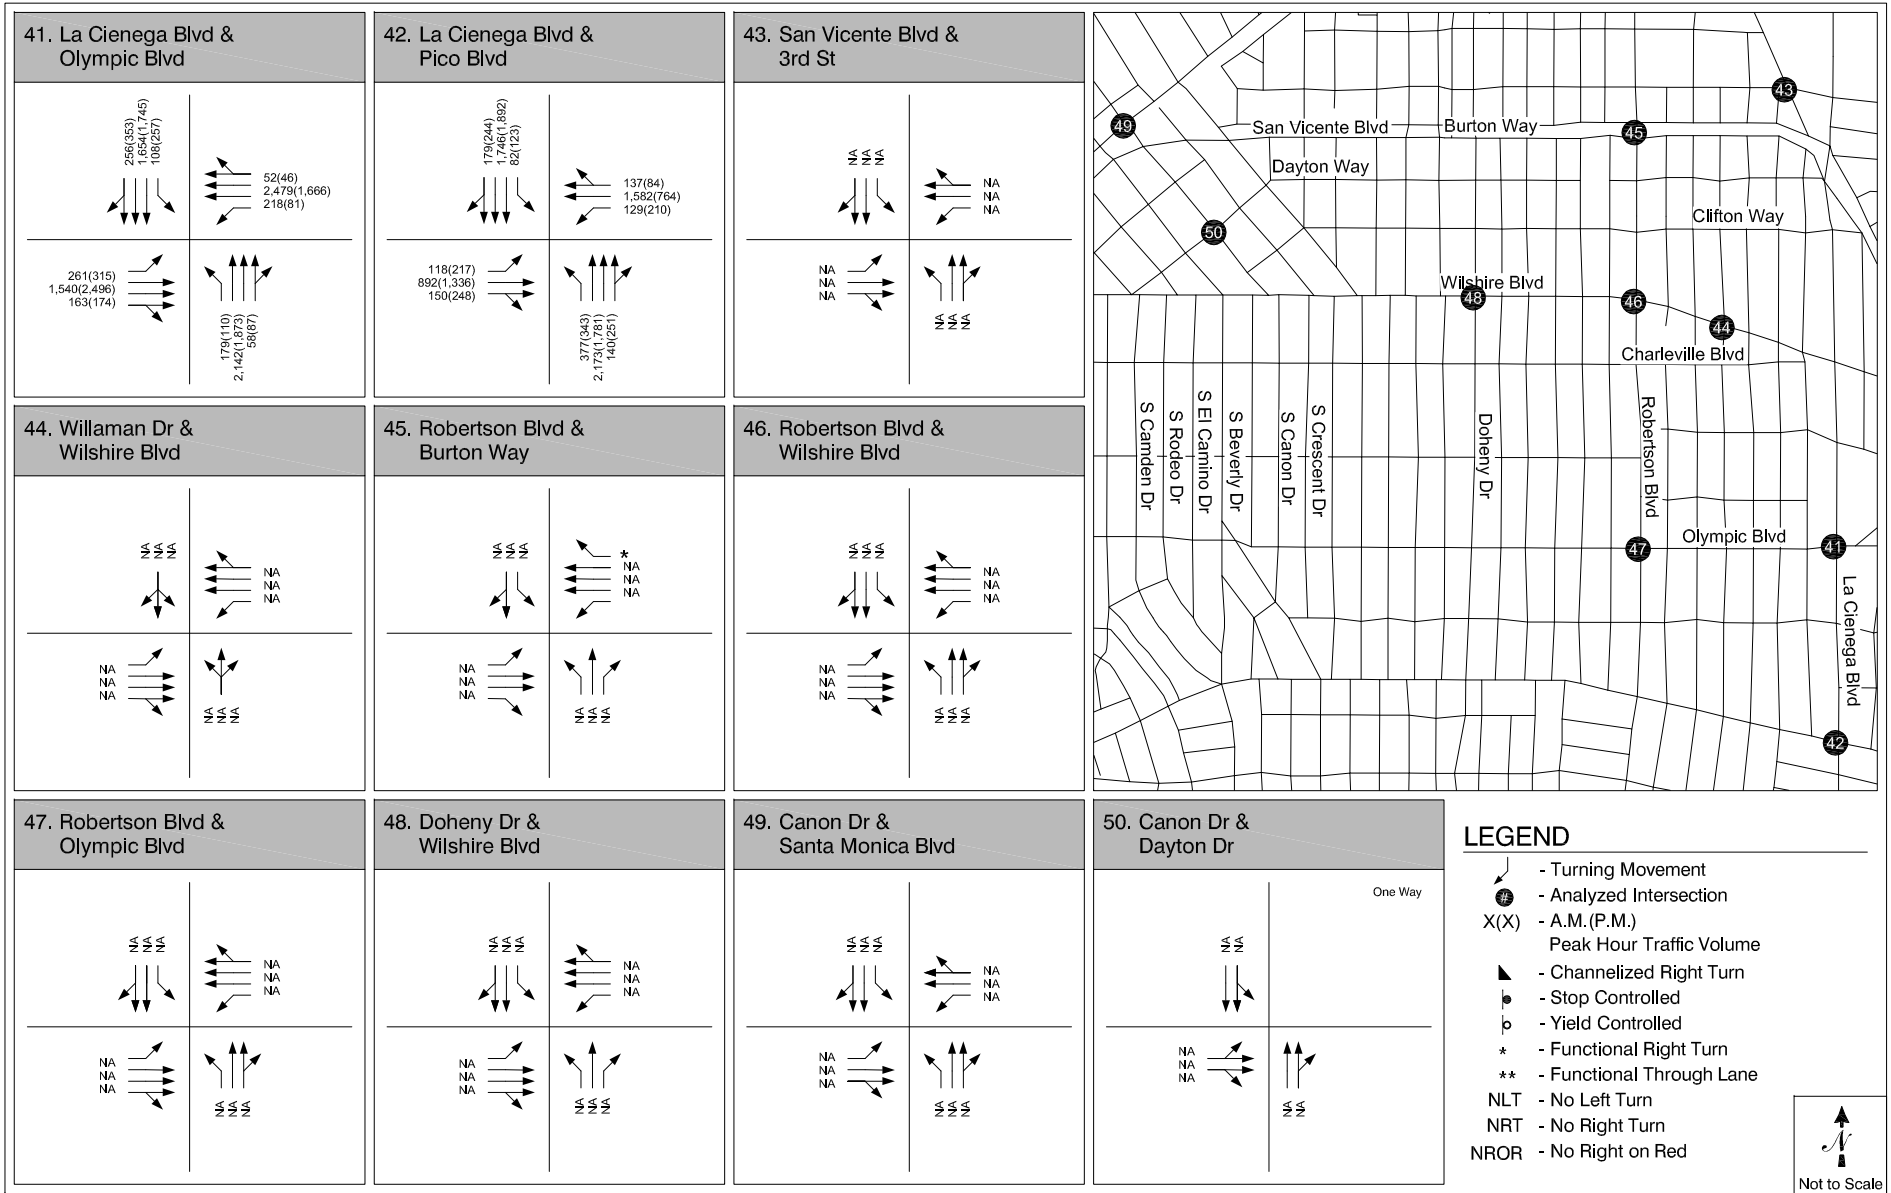 41. La Cienega Blvd &
Olympic Blvd
256(353)
1,654(1,745)
108(257)
52(46)
2,479(1,666)
218(81)
261(315)
1,540(2,496)
163(174)
179(110)
2,142(1,873)
58(87)
42. La Cienega Blvd &
Pico Blvd
179(244)
1,746(1,892)
82(123)
137(84)
1,582(764)
129(210)
118(217)
892(1,336)
150(248)
377(343)
2,173(1,781)
140(251)
43. San Vicente Blvd &
3rd St
NA
NA
NA
NA
NA
NA
NA
NA
NA
NA
NA
NA
44. Willaman Dr &
Wilshire Blvd
NA
NA
NA
NA
NA
NA
NA
NA
NA
NA
NA
NA
45. Robertson Blvd &
Burton Way
NA
NA
NA
*
NA
NA
NA
NA
NA
NA
NA
NA
NA
46. Robertson Blvd &
Wilshire Blvd
NA
NA
NA
NA
NA
NA
NA
NA
NA
NA
NA
NA
47. Robertson Blvd &
Olympic Blvd
NA
NA
NA
NA
NA
NA
NA
NA
NA
NA
NA
NA
48. Doheny Dr &
Wilshire Blvd
NA
NA
NA
NA
NA
NA
NA
NA
NA
NA
NA
NA
49. Canon Dr &
Santa Monica Blvd
NA
NA
NA
NA
NA
NA
NA
NA
NA
NA
NA
NA
50. Canon Dr &
Dayton Dr
One Way
NA
NA
NA
NA
NA
NA
NA
43
49
San Vicente Blvd
Burton Way
45
Dayton Way
Clifton Way
50
Wilshire Blvd
48
46
44
Charleville Blvd
S Camden Dr
S Rodeo Dr
S El Camino Dr
S Beverly Dr
S Canon Dr
S Crescent Dr
Doheny Dr
Robertson Blvd
Olympic Blvd
47
41
La Cienega Blvd
42
LEGEND
- Turning Movement
# - Analyzed Intersection
X(X) - A.M.(P.M.)
Peak Hour Traffic Volume
- Channelized Right Turn
- Stop Controlled
- Yield Controlled
* - Functional Right Turn
** - Functional Through Lane
NLT - No Left Turn
NRT - No Right Turn
NROR - No Right on Red
N
Not to Scale